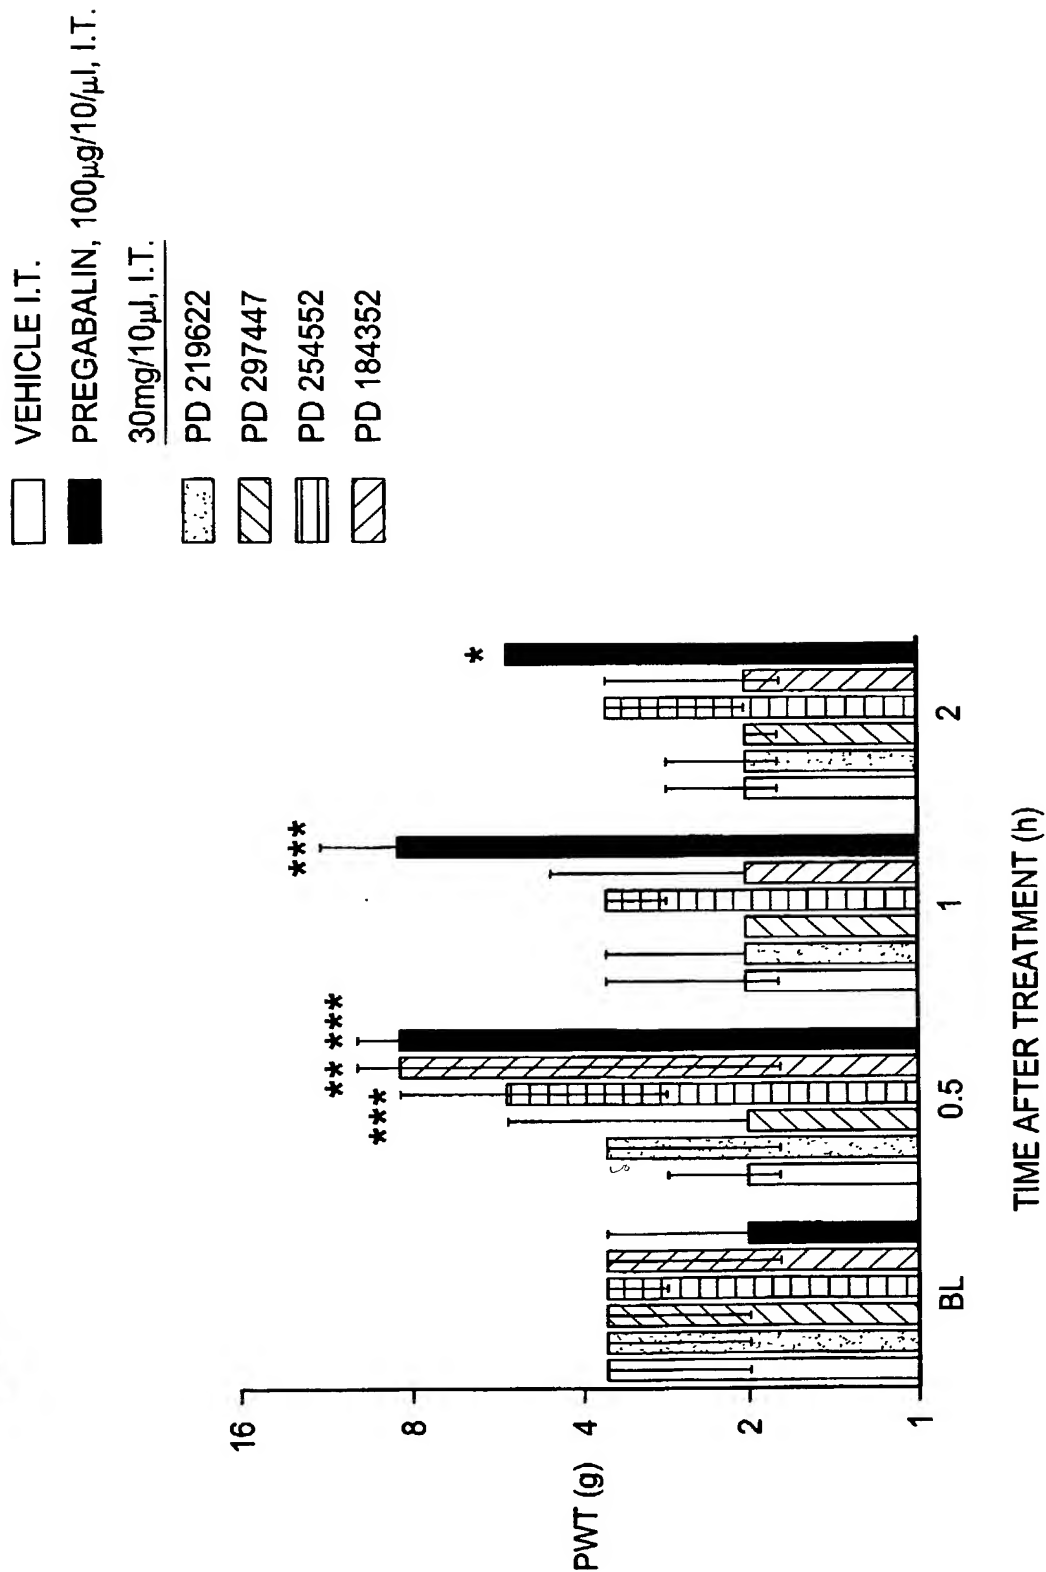 VEHICLE I.T.
PREGABALIN, 100µg/10/µl, I.T.
30mg/10µl, I.T.
PD 219622
PD 297447
PD 254552
PD 184352
16
8
4
2
1
PWT (g)
***
**
***
***
*
BL
0.5
1
2
TIME AFTER TREATMENT (h)